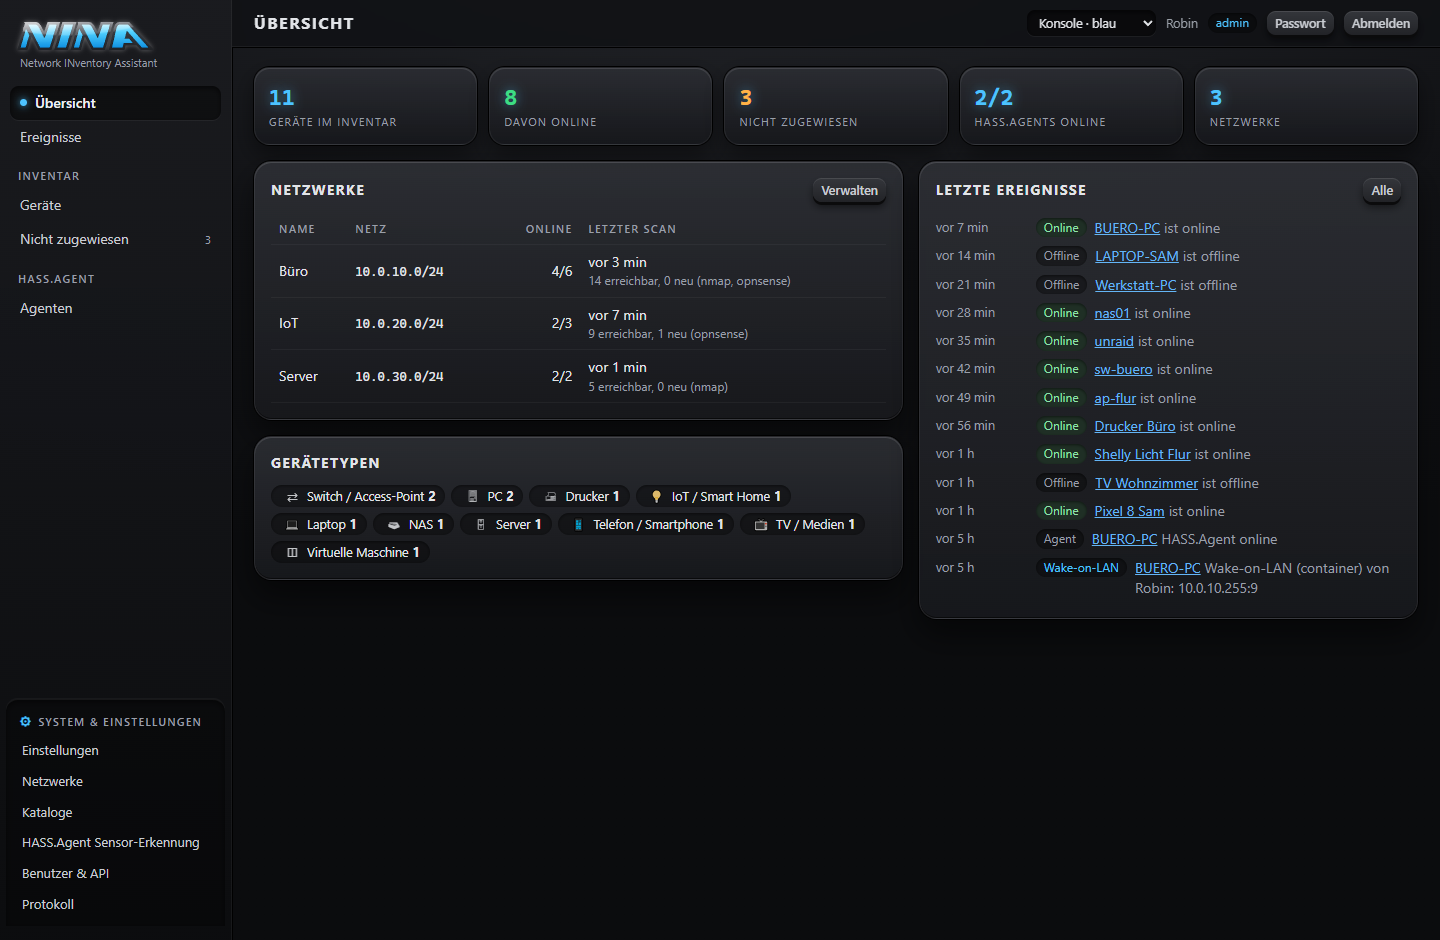 NINA
Network INventory Assistant
Übersicht
Ereignisse
INVENTAR
Geräte
Nicht zugewiesen 3
HASS.AGENT
Agenten
SYSTEM & EINSTELLUNGEN
Einstellungen
Netzwerke
Kataloge
HASS.Agent Sensor-Erkennung
Benutzer & API
Protokoll
ÜBERSICHT
Konsole · blau Robin admin Passwort Abmelden
11
GERÄTE IM INVENTAR
8
DAVON ONLINE
3
NICHT ZUGEWIESEN
2/2
HASS.AGENTS ONLINE
3
NETZWERKE
NETZWERKE
Verwalten
NAME NETZ ONLINE LETZTER SCAN
Büro 10.0.10.0/24 4/6 vor 3 min
14 erreichbar, 0 neu (nmap, opnsense)
IoT 10.0.20.0/24 2/3 vor 7 min
9 erreichbar, 1 neu (opnsense)
Server 10.0.30.0/24 2/2 vor 1 min
5 erreichbar, 0 neu (nmap)
GERÄTETYPEN
Switch / Access-Point 2 PC 2 Drucker 1 IoT / Smart Home 1
Laptop 1 NAS 1 Server 1 Telefon / Smartphone 1 TV / Medien 1
Virtuelle Maschine 1
LETZTE EREIGNISSE
Alle
vor 7 min Online BUERO-PC ist online
vor 14 min Offline LAPTOP-SAM ist offline
vor 21 min Offline Werkstatt-PC ist offline
vor 28 min Online nas01 ist online
vor 35 min Online unraid ist online
vor 42 min Online sw-buero ist online
vor 49 min Online ap-flur ist online
vor 56 min Online Drucker Büro ist online
vor 1 h Online Shelly Licht Flur ist online
vor 1 h Offline TV Wohnzimmer ist offline
vor 1 h Online Pixel 8 Sam ist online
vor 5 h Agent BUERO-PC HASS.Agent online
vor 5 h Wake-on-LAN BUERO-PC Wake-on-LAN (container) von
Robin: 10.0.10.255:9